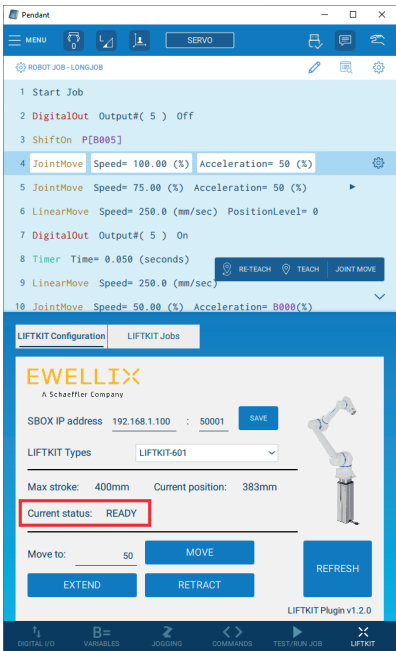 Pendant
MENU 0 SERVO
ROBOT JOB - LONGJOB
1 Start Job
2 DigitalOut Output#( 5 ) Off
3 ShiftOn P[B005]
4 JointMove Speed= 100.00 (%) Acceleration= 50 (%)
5 JointMove Speed= 75.00 (%) Acceleration= 50 (%)
6 LinearMove Speed= 250.0 (mm/sec) PositionLevel= 0
7 DigitalOut Output#( 5 ) On
8 Timer Time= 0.050 (seconds)
RE-TEACH TEACH JOINT MOVE
9 LinearMove Speed= 250.0 (mm/sec)
10 JointMove Speed= 50.00 (%) Acceleration= B000(%)
LIFTKIT Configuration LIFTKIT Jobs
EWELLIX
A Schaeffler Company
SBOX IP address 192.168.1.100 : 50001 SAVE
LIFTKIT Types LIFTKIT-601
Max stroke: 400mm Current position: 383mm
Current status: READY
Move to: 50 MOVE
EXTEND RETRACT REFRESH
LIFTKIT Plugin v1.2.0
DIGITAL I/O B= VARIABLES JOGGING COMMANDS TEST/RUN JOB LIFTKIT